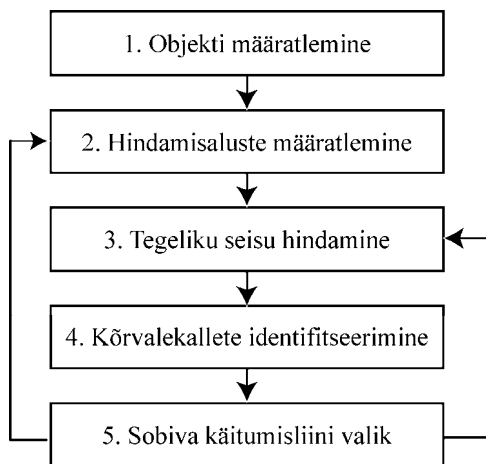 1. Objekti määratlemine
2. Hindamisaluste määratlemine
3. Tegeliku seisu hindamine
4. Kõrvalekallete identifitseerimine
5. Sobiva käitumisliini valik